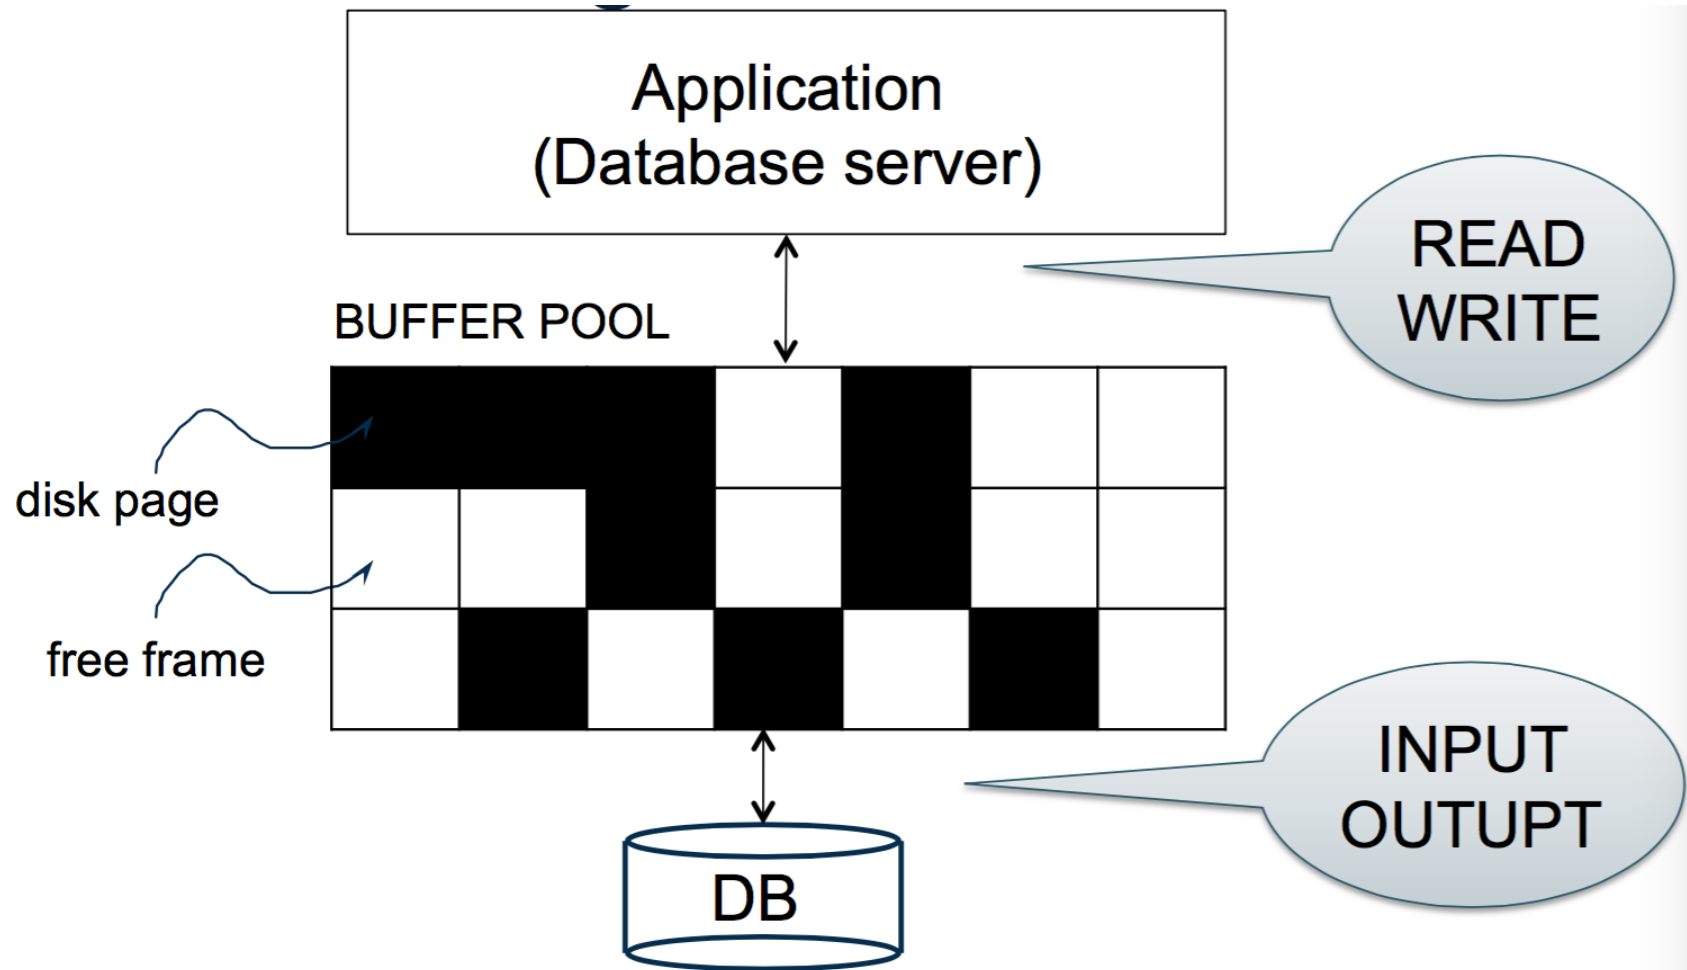 Application
(Database server)
READ
WRITE
BUFFER POOL
disk page
free frame
INPUT
OUTUPT
DB